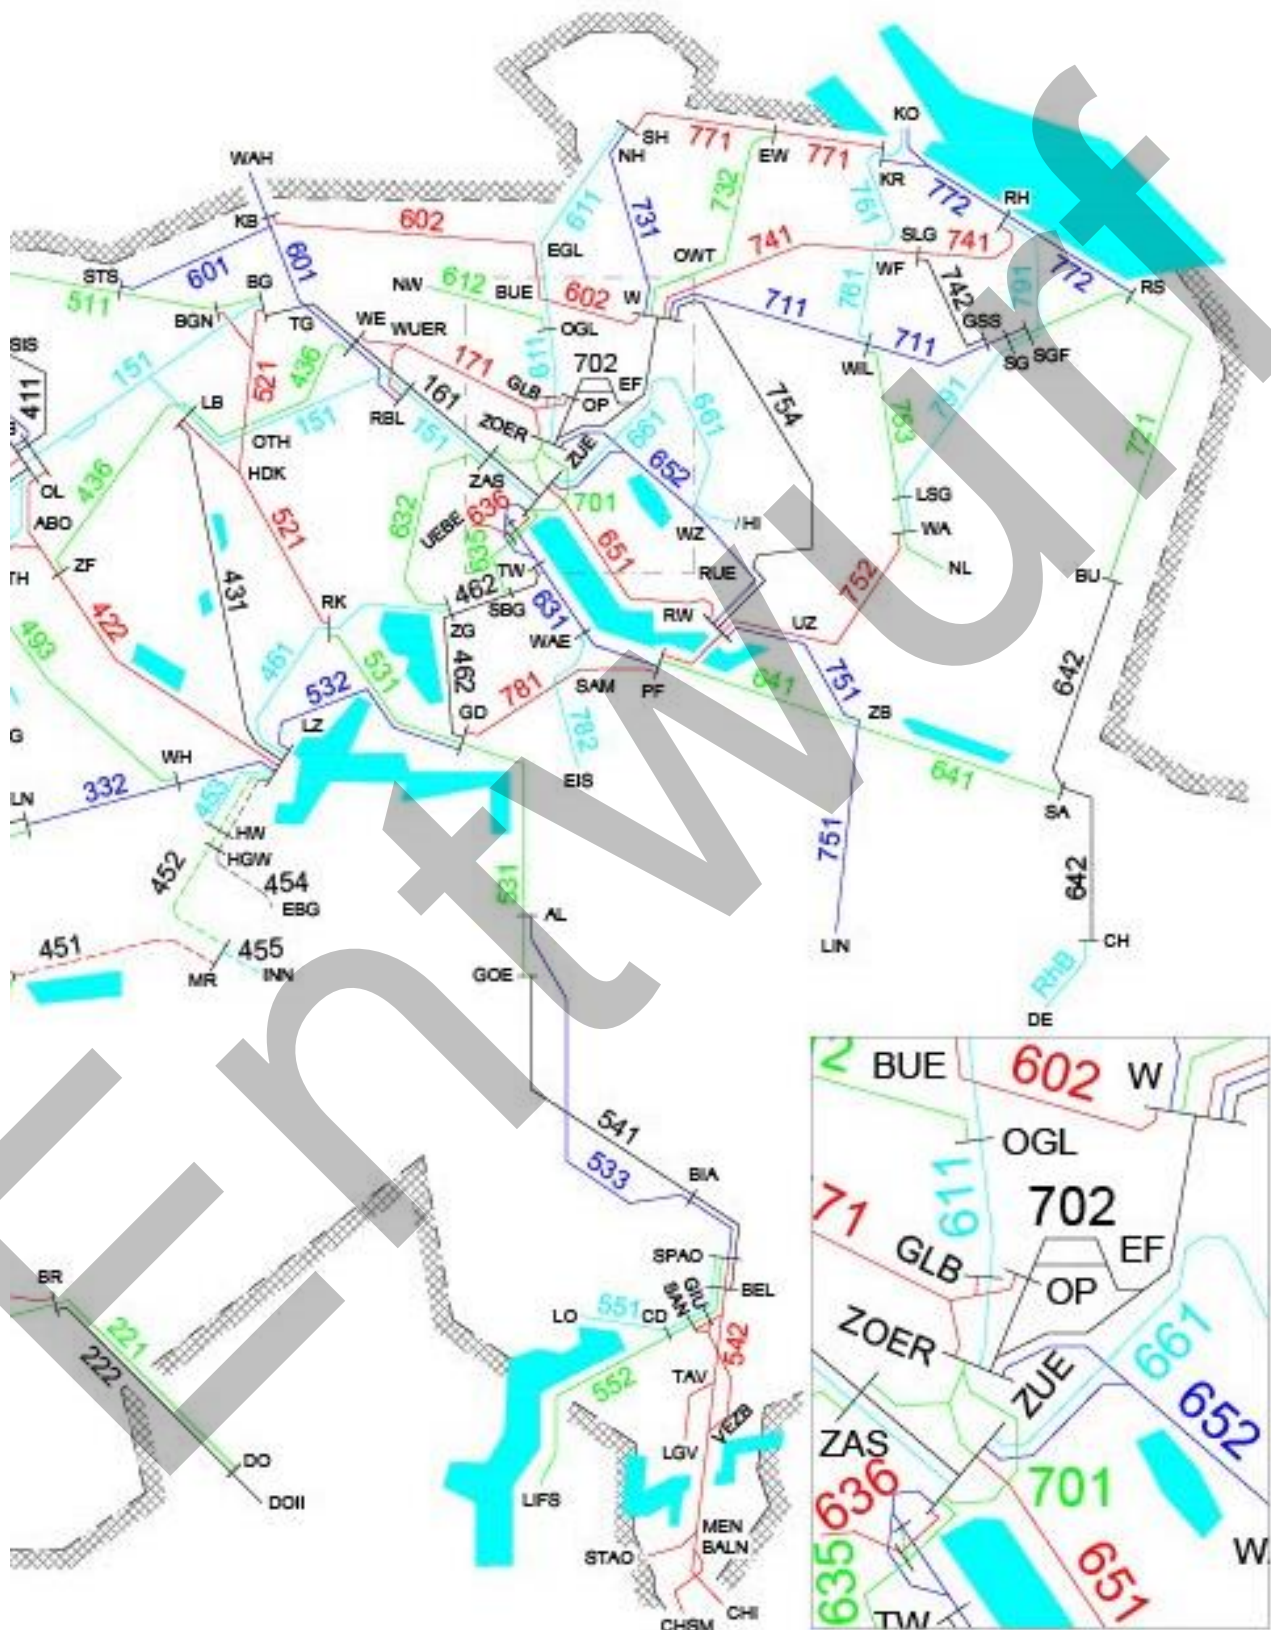 KO
SH
771
EW
771
NH
KR
WAH
RH
772
611
732
761
KB
602
731
741
SLG
741
EGL
OWT
WF
STS
601
601
BG
NW
612
BUE
602
W
761
742
791
772
RS
511
BGN
TG
WE
WUER
OGL
711
GSS
SIS
151
436
171
611
702
711
SG
SGF
521
GLB
EF
WIL
411
LB
161
OP
661
754
791
RBL
151
ZOER
661
763
721
B
OTH
151
652
OL
HDK
ZAS
ZUE
436
632
636
701
LSG
ABO
UEBE
WZ
HI
WA
521
635
651
ZF
TW
RUE
NL
TH
752
BU
431
462
SBG
RK
631
RW
UZ
422
ZG
WAE
493
461
531
462
642
532
781
SAM
PF
641
751
GD
ZB
LZ
782
G
WH
EIS
641
332
453
LN
SA
HW
751
HGW
452
531
454
642
EBG
AL
451
455
LIN
CH
MR
INN
GOE
RhB
DE
541
533
BIA
SPAO
BR
GIU
BEL
SAN
LO
551
CD
221
542
222
552
TAV
VEZB
LGV
DO
DOII
LIFS
MEN
STAO
BALN
CHI
CHSM
2
BUE
602
W
OGL
611
702
71
GLB
EF
OP
ZOER
661
ZUE
652
ZAS
701
636
W
635
651
TW
Entwurf